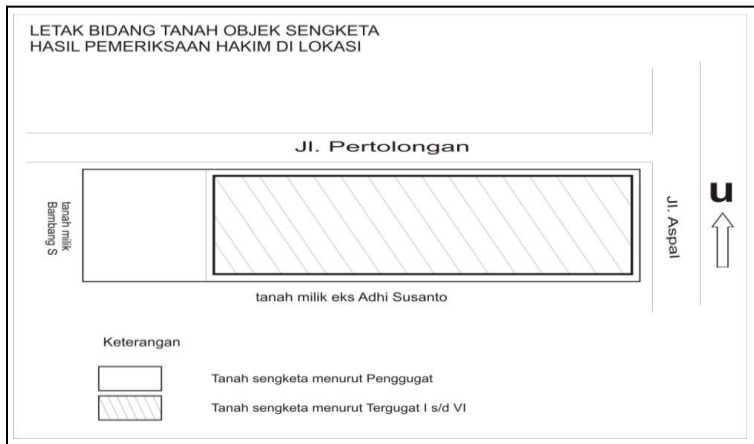 LETAK BIDANG TANAH OBJEK SENGKETA
HASIL PEMERIKSAAN HAKIM DI LOKASI
Jl. Pertolongan
tanah milik
Bambang S
Jl. Aspal
u
tanah milik eks Adhi Susanto
Keterangan
Tanah sengketa menurut Penggugat
Tanah sengketa menurut Tergugat I s/d VI